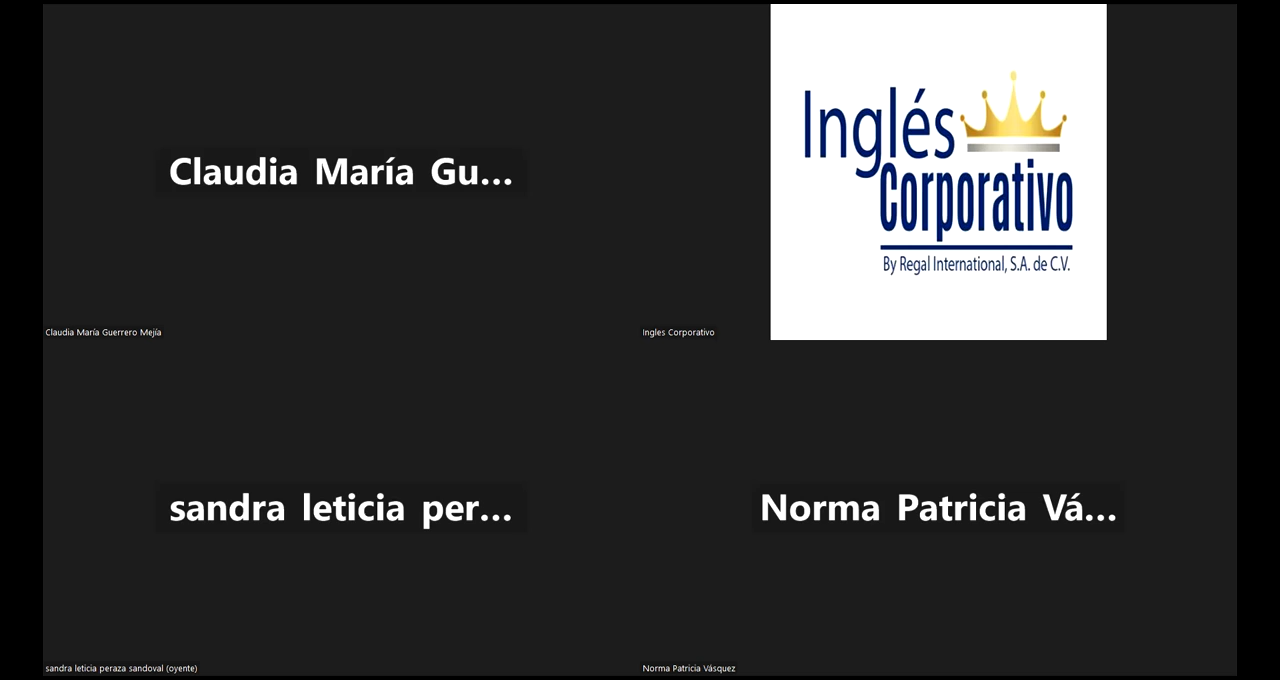 Claudia María Gu...
Claudia María Guerrero Mejía
Inglés
Corporativo
By Regal International, S.A. de C.V.
Ingles Corporativo
sandra leticia per...
sandra leticia peraza sandoval (oyente)
Norma Patricia Vá...
Norma Patricia Vásquez